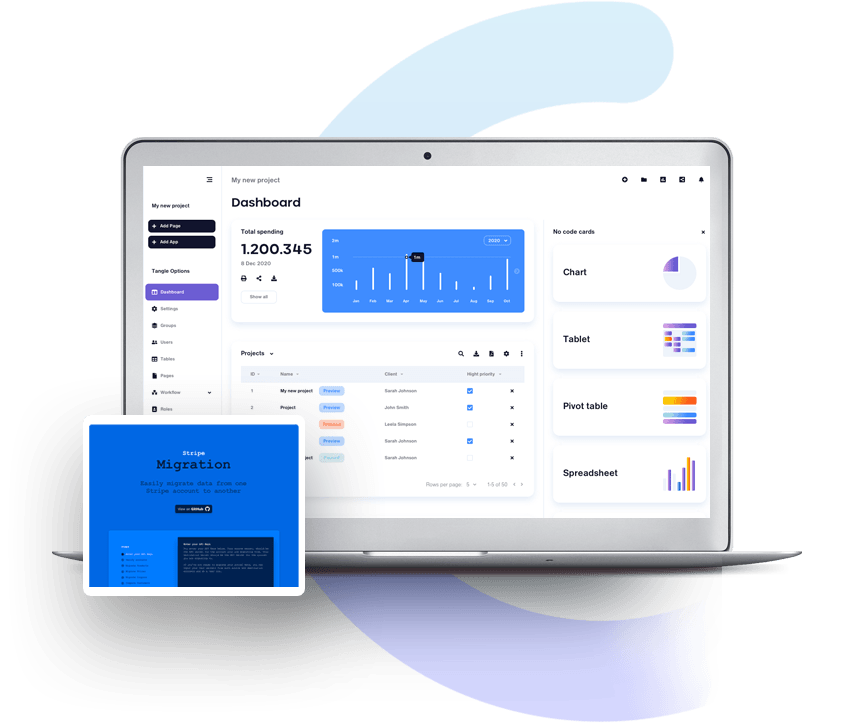 My new project
My new project
Dashboard
Add Page
Add App
Tangle Options
Dashboard
Settings
Groups
Users
Tables
Pages
Workflow
Roles
Total spending
1.200.345
8 Dec 2020
Show all
2m
2020
1m
1m
500k
100k
Jan Feb Mar Apr May Jun Jul Aug Sep Oct
Projects
ID Name Client Hight priority
1 My new project Preview Sarah Johnson
2 Project Preview John Smith
Leela Simpson
Preview Sarah Johnson
Sarah Johnson
Rows per page: 5 1-5 of 50
No code cards
Chart
Tablet
Pivot table
Spreadsheet
Stripe
Migration
Easily migrate data from one
Stripe account to another
View on GitHub